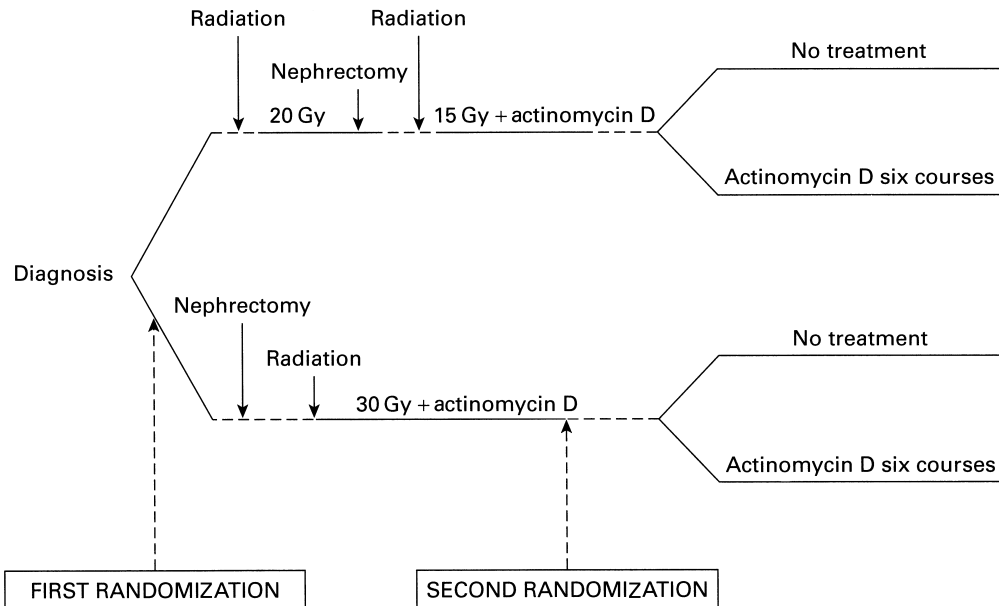 Radiation
Radiation
Nephrectomy
No treatment
20 Gy
15 Gy + actinomycin D
Actinomycin D six courses
Diagnosis
Nephrectomy
Radiation
No treatment
30 Gy + actinomycin D
Actinomycin D six courses
FIRST RANDOMIZATION
SECOND RANDOMIZATION